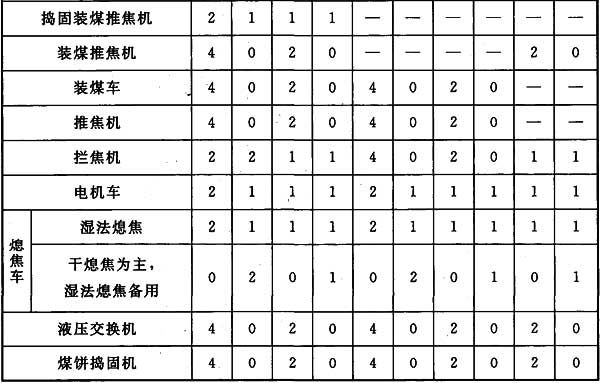 捣固装煤推焦机 2 1 1 1 — — — — — —
装煤推焦机 4 0 2 0 — — — — 2 0
装煤车 4 0 2 0 4 0 2 0 — —
推焦机 4 0 2 0 4 0 2 0 — —
拦焦机 2 2 1 1 4 0 2 0 1 1
电机车 2 1 1 1 2 1 1 1 1 1
熄焦车 湿法熄焦 2 1 1 1 2 1 1 1 1 1
干熄焦为主,
湿法熄焦备用 0 2 0 1 0 2 0 1 0 1
液压交换机 4 0 2 0 4 0 2 0 2 0
煤饼捣固机 4 0 2 0 4 0 2 0 2 0